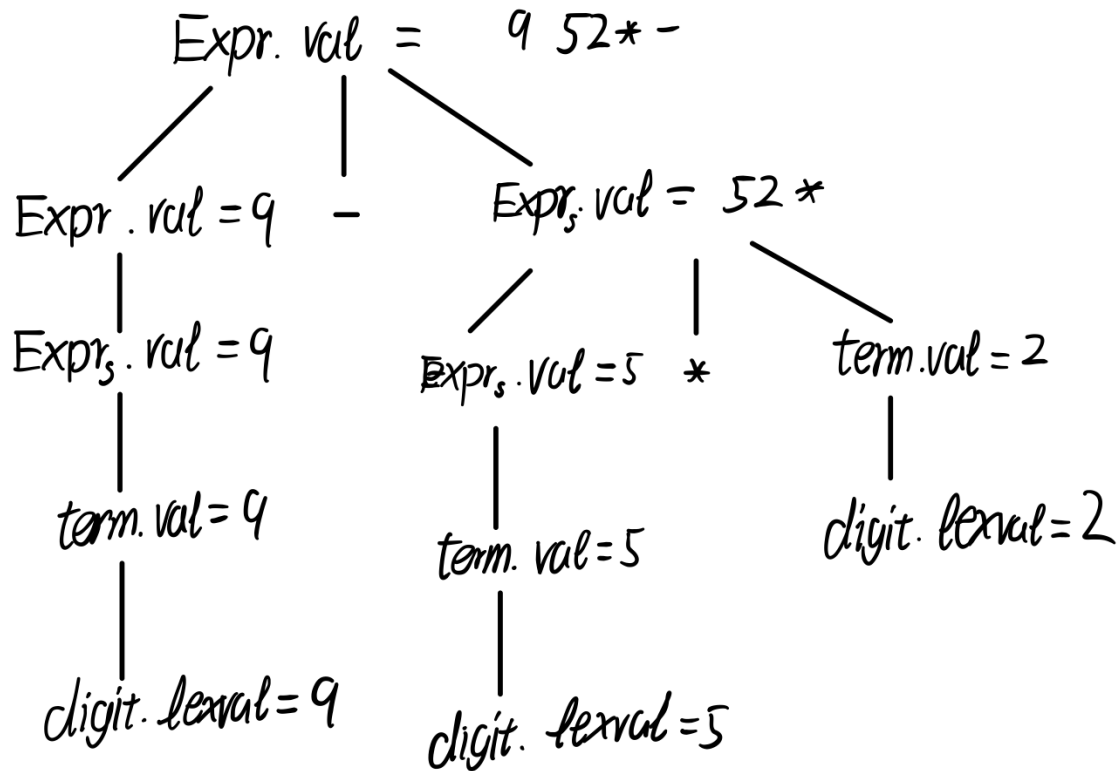 Expr. val = 9 52*-
Expr. val = 9 - Exprs. val = 52*
Exprs. val = 9 Exprs. val = 5 * term. val = 2
term. val = 9 term. val = 5 digit. lexval = 2
digit. lexval = 9 digit. lexval = 5